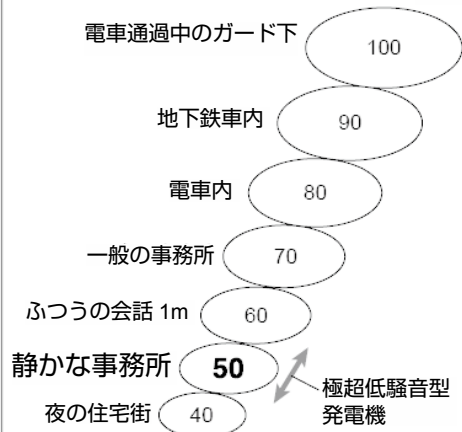 電車通過中のガード下 100
地下鉄車内 90
電車内 80
一般の事務所 70
ふつうの会話 1m 60
静かな事務所 50
夜の住宅街 40
極超低騒音型
発電機